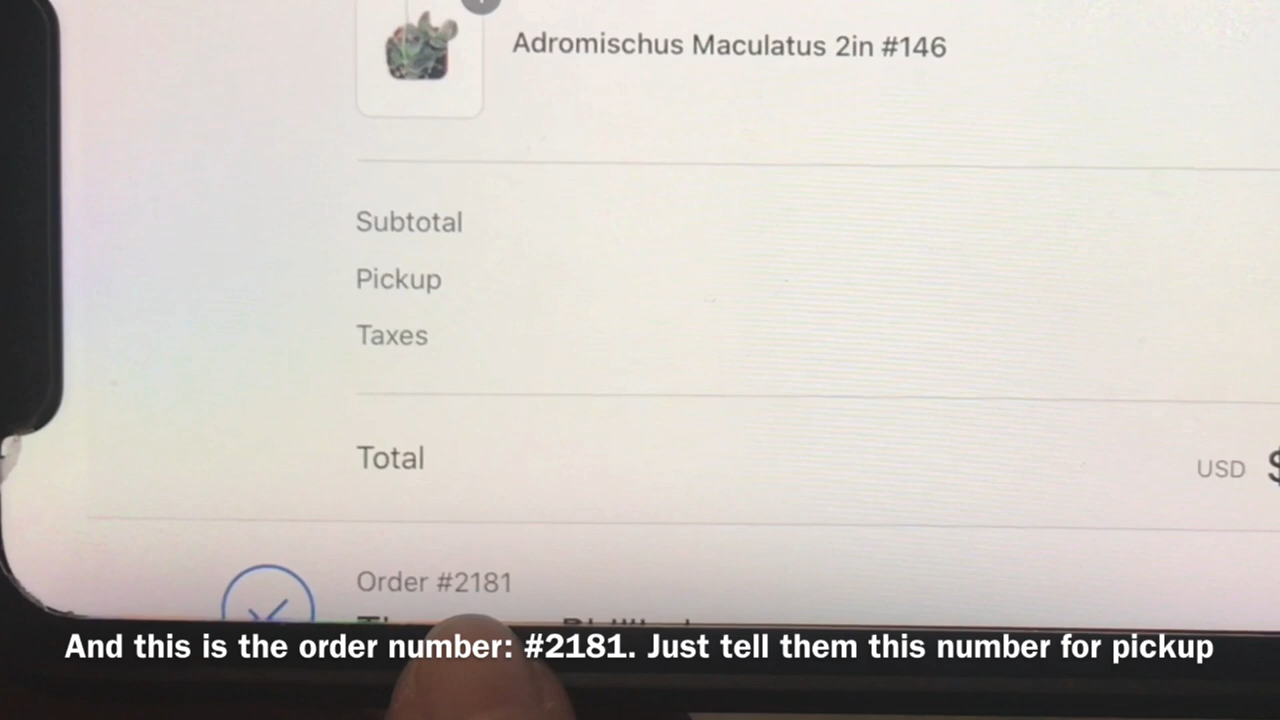 Adromischus Maculatus 2in #146
Subtotal
Pickup
Taxes
Total
USD $
Order #2181
And this is the order number: #2181. Just tell them this number for pickup